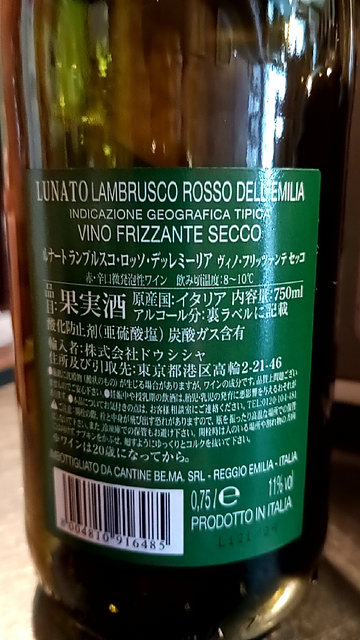 LUNATO LAMBRUSCO ROSSO DELL'EMILIA
INDICAZIONE GEOGRAFICA TIPICA
VINO FRIZZANTE SECCO
ルナート ランブルスコ・ロッソ・デッレミーリア ヴィノ・フリッツァンテ セッコ
赤・辛口微発泡性ワイン 飲み頃温度:8~10℃
品目:果実酒 原産国:イタリア 内容量:750ml
アルコール分:裏ラベルに記載
酸化防止剤(亜硫酸塩) 炭酸ガス含有
輸入者:株式会社ドウシシャ
住所及び引取先:東京都港区高輪2-21-46
お酒・ワインは20歳になってから。
IMBOTTIGLIATO DA CANTINE BE.MA. SRL - REGGIO EMILIA - ITALIA
0,75 l ℮ 11% vol
PRODOTTO IN ITALIA
8 004810 916485